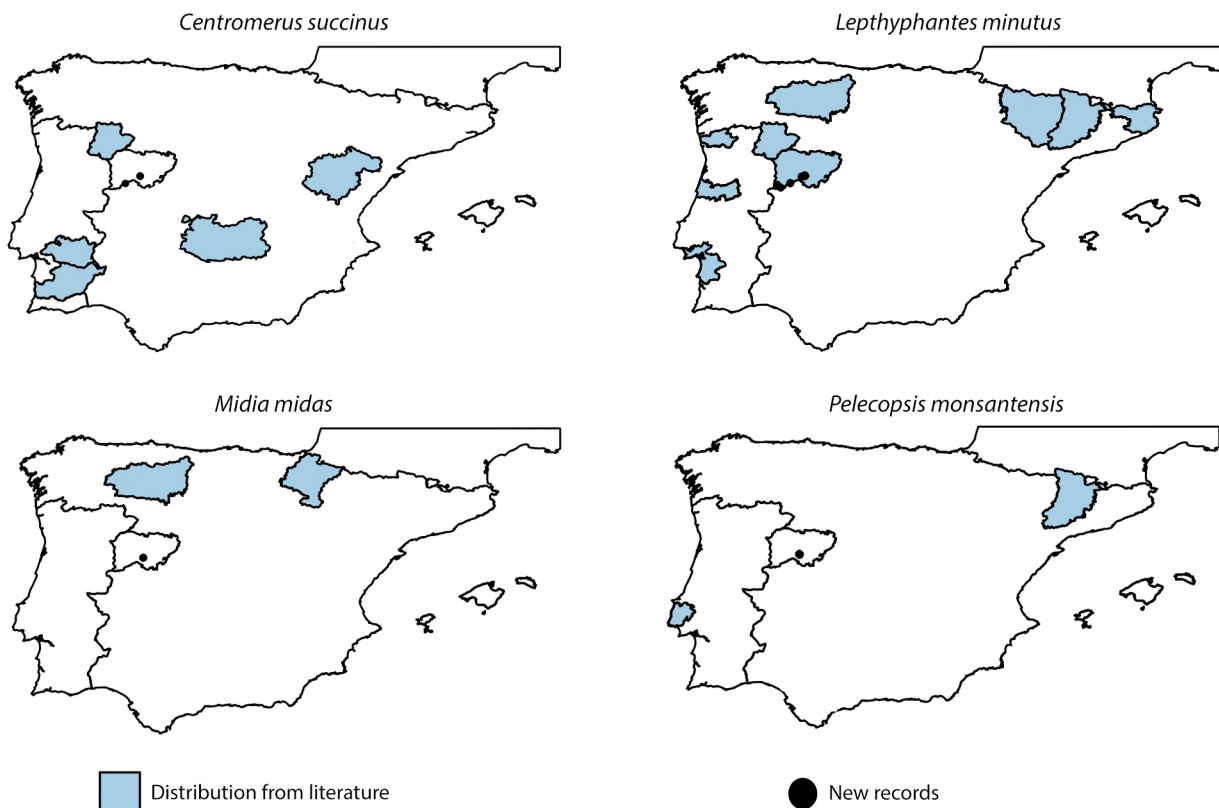 Centromerus succinus
Lepthyphantes minutus
Midia midas
Pelecopsis monsantensis
Distribution from literature
New records